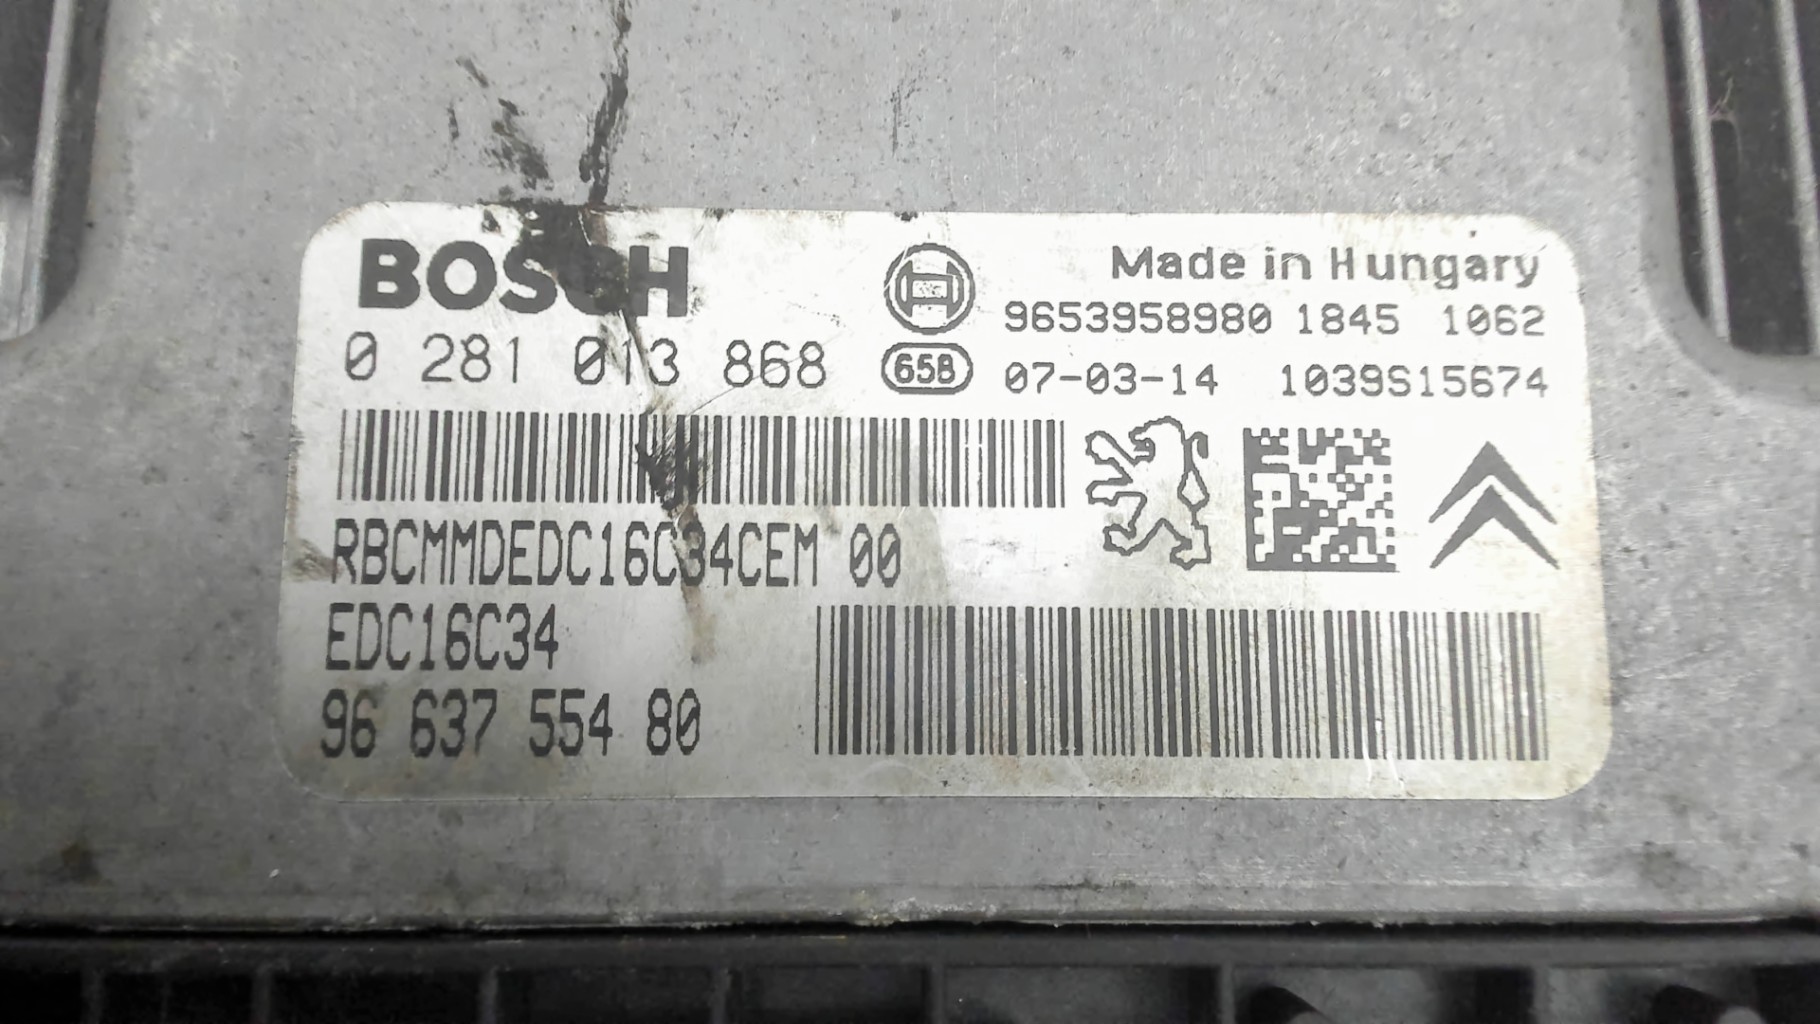 BOSCH
Made in Hungary
9653958980 1845 1062
0 281 013 868
65B
07-03-14 1039S15674
RBCMMDEDC16C34CEM 00
EDC16C34
96 637 554 80